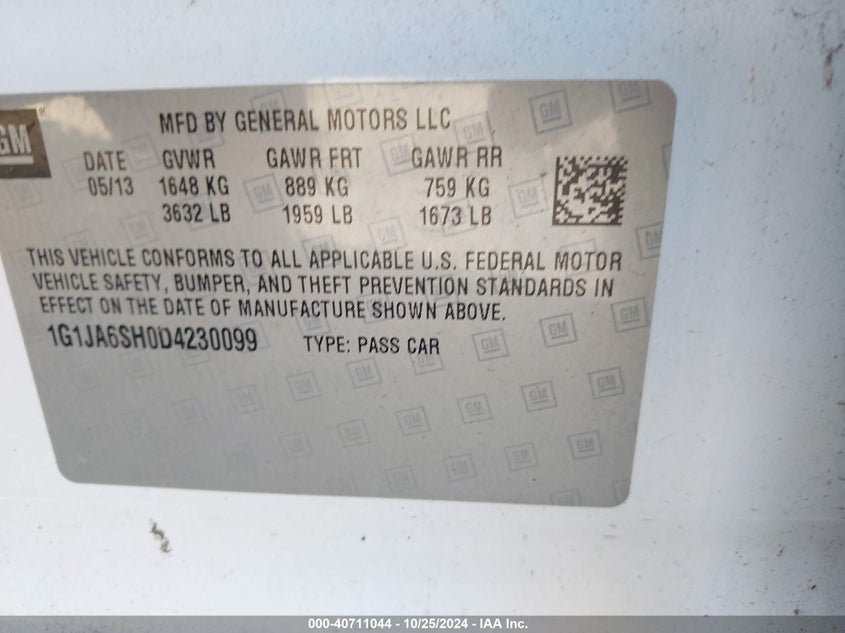 GM
MFD BY GENERAL MOTORS LLC
DATE GVWR GAWR FRT GAWR RR
05/13 1648 KG 889 KG 759 KG
3632 LB 1959 LB 1673 LB
THIS VEHICLE CONFORMS TO ALL APPLICABLE U.S. FEDERAL MOTOR
VEHICLE SAFETY, BUMPER, AND THEFT PREVENTION STANDARDS IN
EFFECT ON THE DATE OF MANUFACTURE SHOWN ABOVE.
1G1JA6SH0D4230099 TYPE: PASS CAR
000-40711044 - 10/25/2024 - IAA Inc.